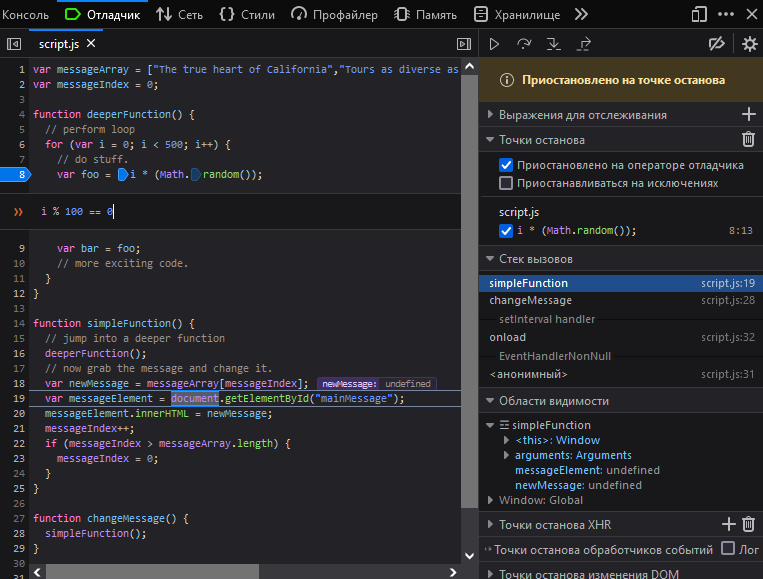 Консоль Отладчик Сеть Стили Профайлер Память Хранилище
script.js
1 var messageArray = ["The true heart of California","Tours as diverse as
2 var messageIndex = 0;
3
4 function deeperFunction() {
5 // perform loop
6 for (var i = 0; i < 500; i++) {
7 // do stuff.
8 var foo = i * (Math.random());
i % 100 == 0
9 var bar = foo;
10 // more exciting code.
11 }
12 }
13
14 function simpleFunction() {
15 // jump into a deeper function
16 deeperFunction();
17 // now grab the message and change it.
18 var newMessage = messageArray[messageIndex]; newMessage: undefined
19 var messageElement = document.getElementById("mainMessage");
20 messageElement.innerHTML = newMessage;
21 messageIndex++;
22 if (messageIndex > messageArray.length) {
23 messageIndex = 0;
24 }
25 }
26
27 function changeMessage() {
28 simpleFunction();
29 }
30
31
Приостановлено на точке останова
Выражения для отслеживания
Точки останова
Приостановлено на операторе отладчика
Приостанавливаться на исключениях
script.js
i * (Math.random()); 8:13
Стек вызовов
simpleFunction script.js:19
changeMessage script.js:28
setInterval handler
onload script.js:32
EventHandlerNonNull
<анонимный> script.js:31
Области видимости
simpleFunction
<this>: Window
arguments: Arguments
messageElement: undefined
newMessage: undefined
Window: Global
Точки останова XHR
Точки останова обработчиков событий Лог
Точки останова изменения DOM